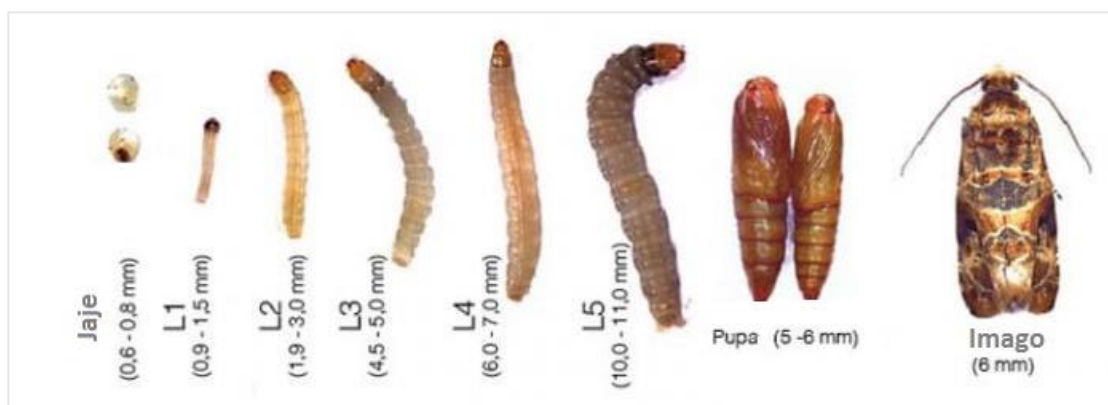 Jaje
(0,6 - 0,8 mm)
L1
(0,9 - 1,5 mm)
L2
(1,9 - 3,0 mm)
L3
(4,5 - 5,0 mm)
L4
(6,0 - 7,0 mm)
L5
(10,0 - 11,0 mm)
Pupa (5 -6 mm)
Imago
(6 mm)